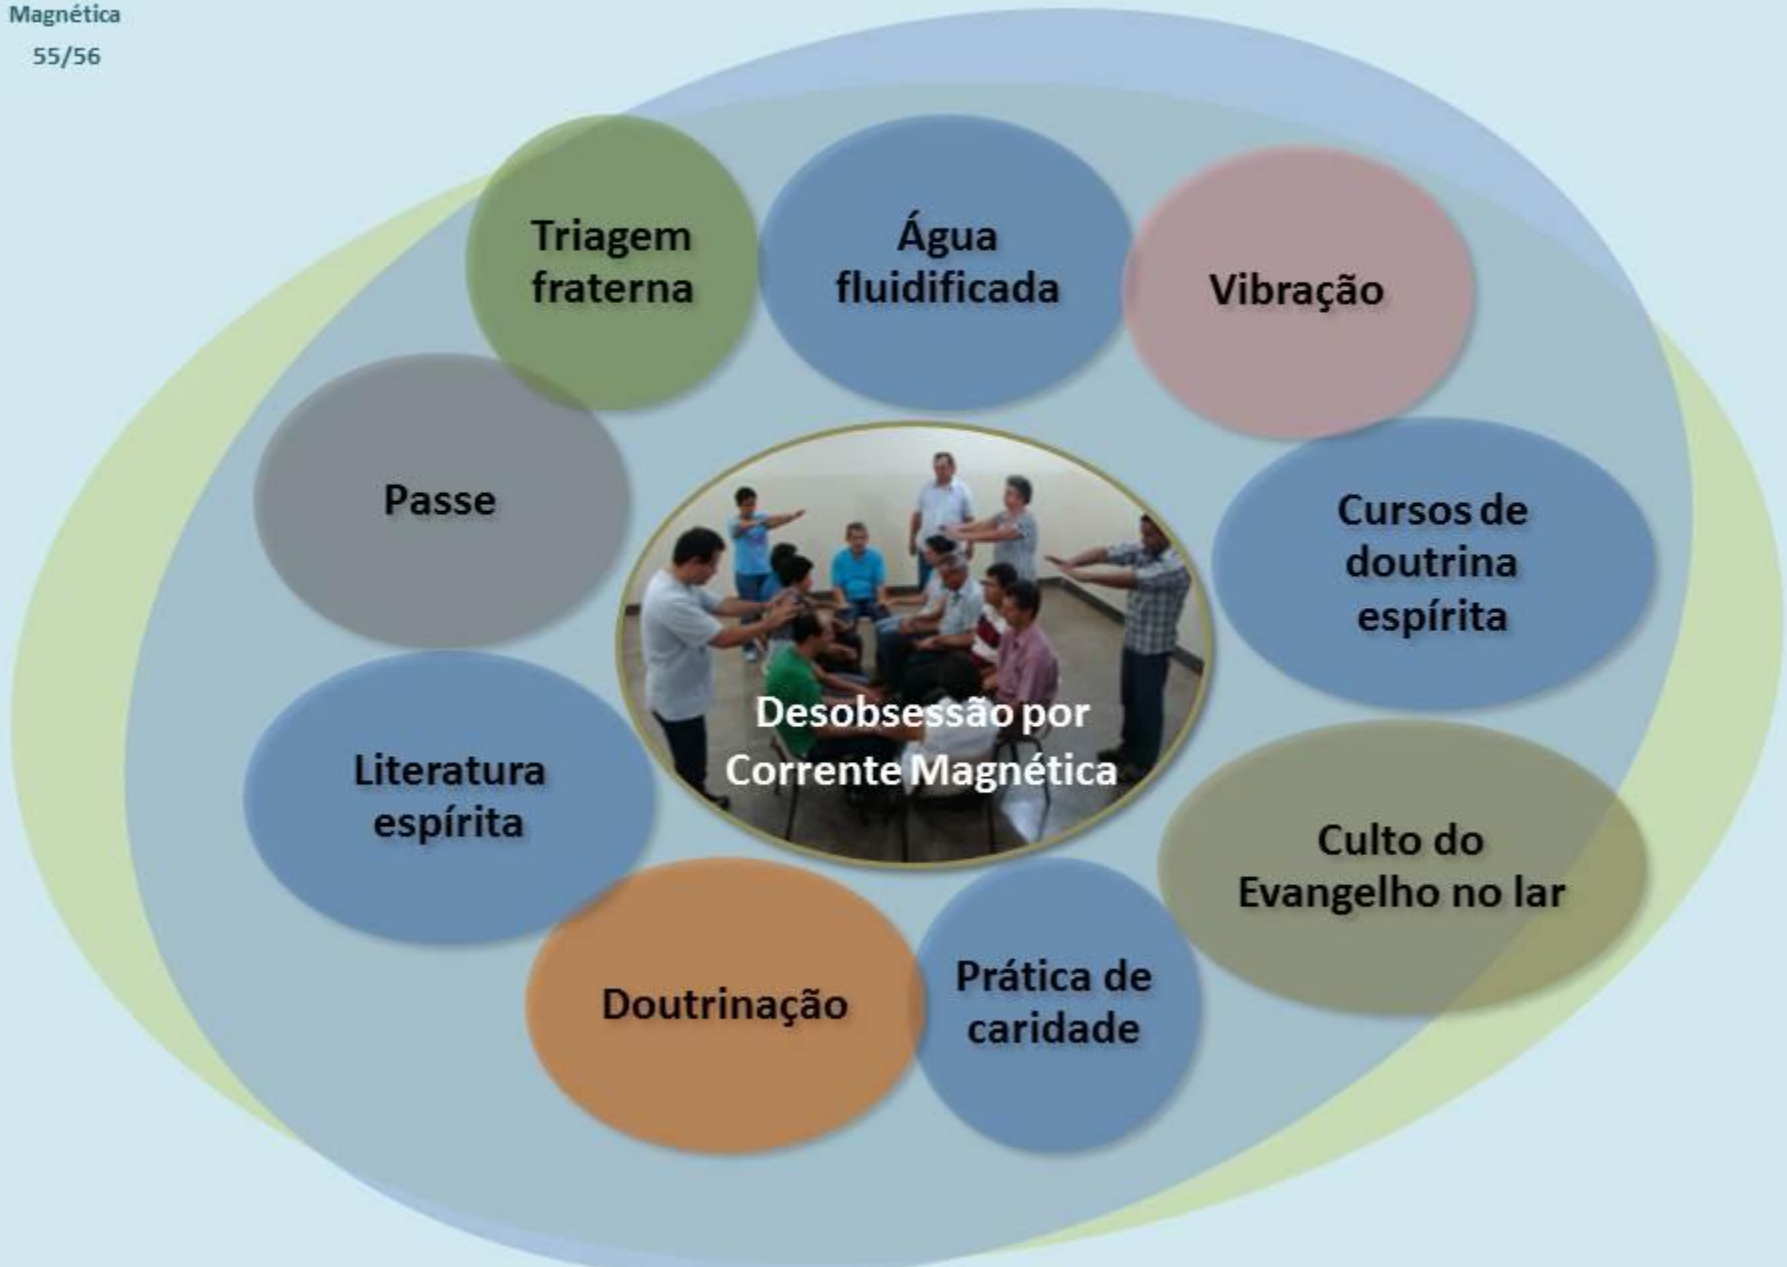 Magnética
55/56
Triagem
fraterna
Água
fluidificada
Vibração
Passe
Cursos de
doutrina
espírita
Desobsessão por
Corrente Magnética
Literatura
espírita
Culto do
Evangelho no lar
Doutrinação
Prática de
caridade